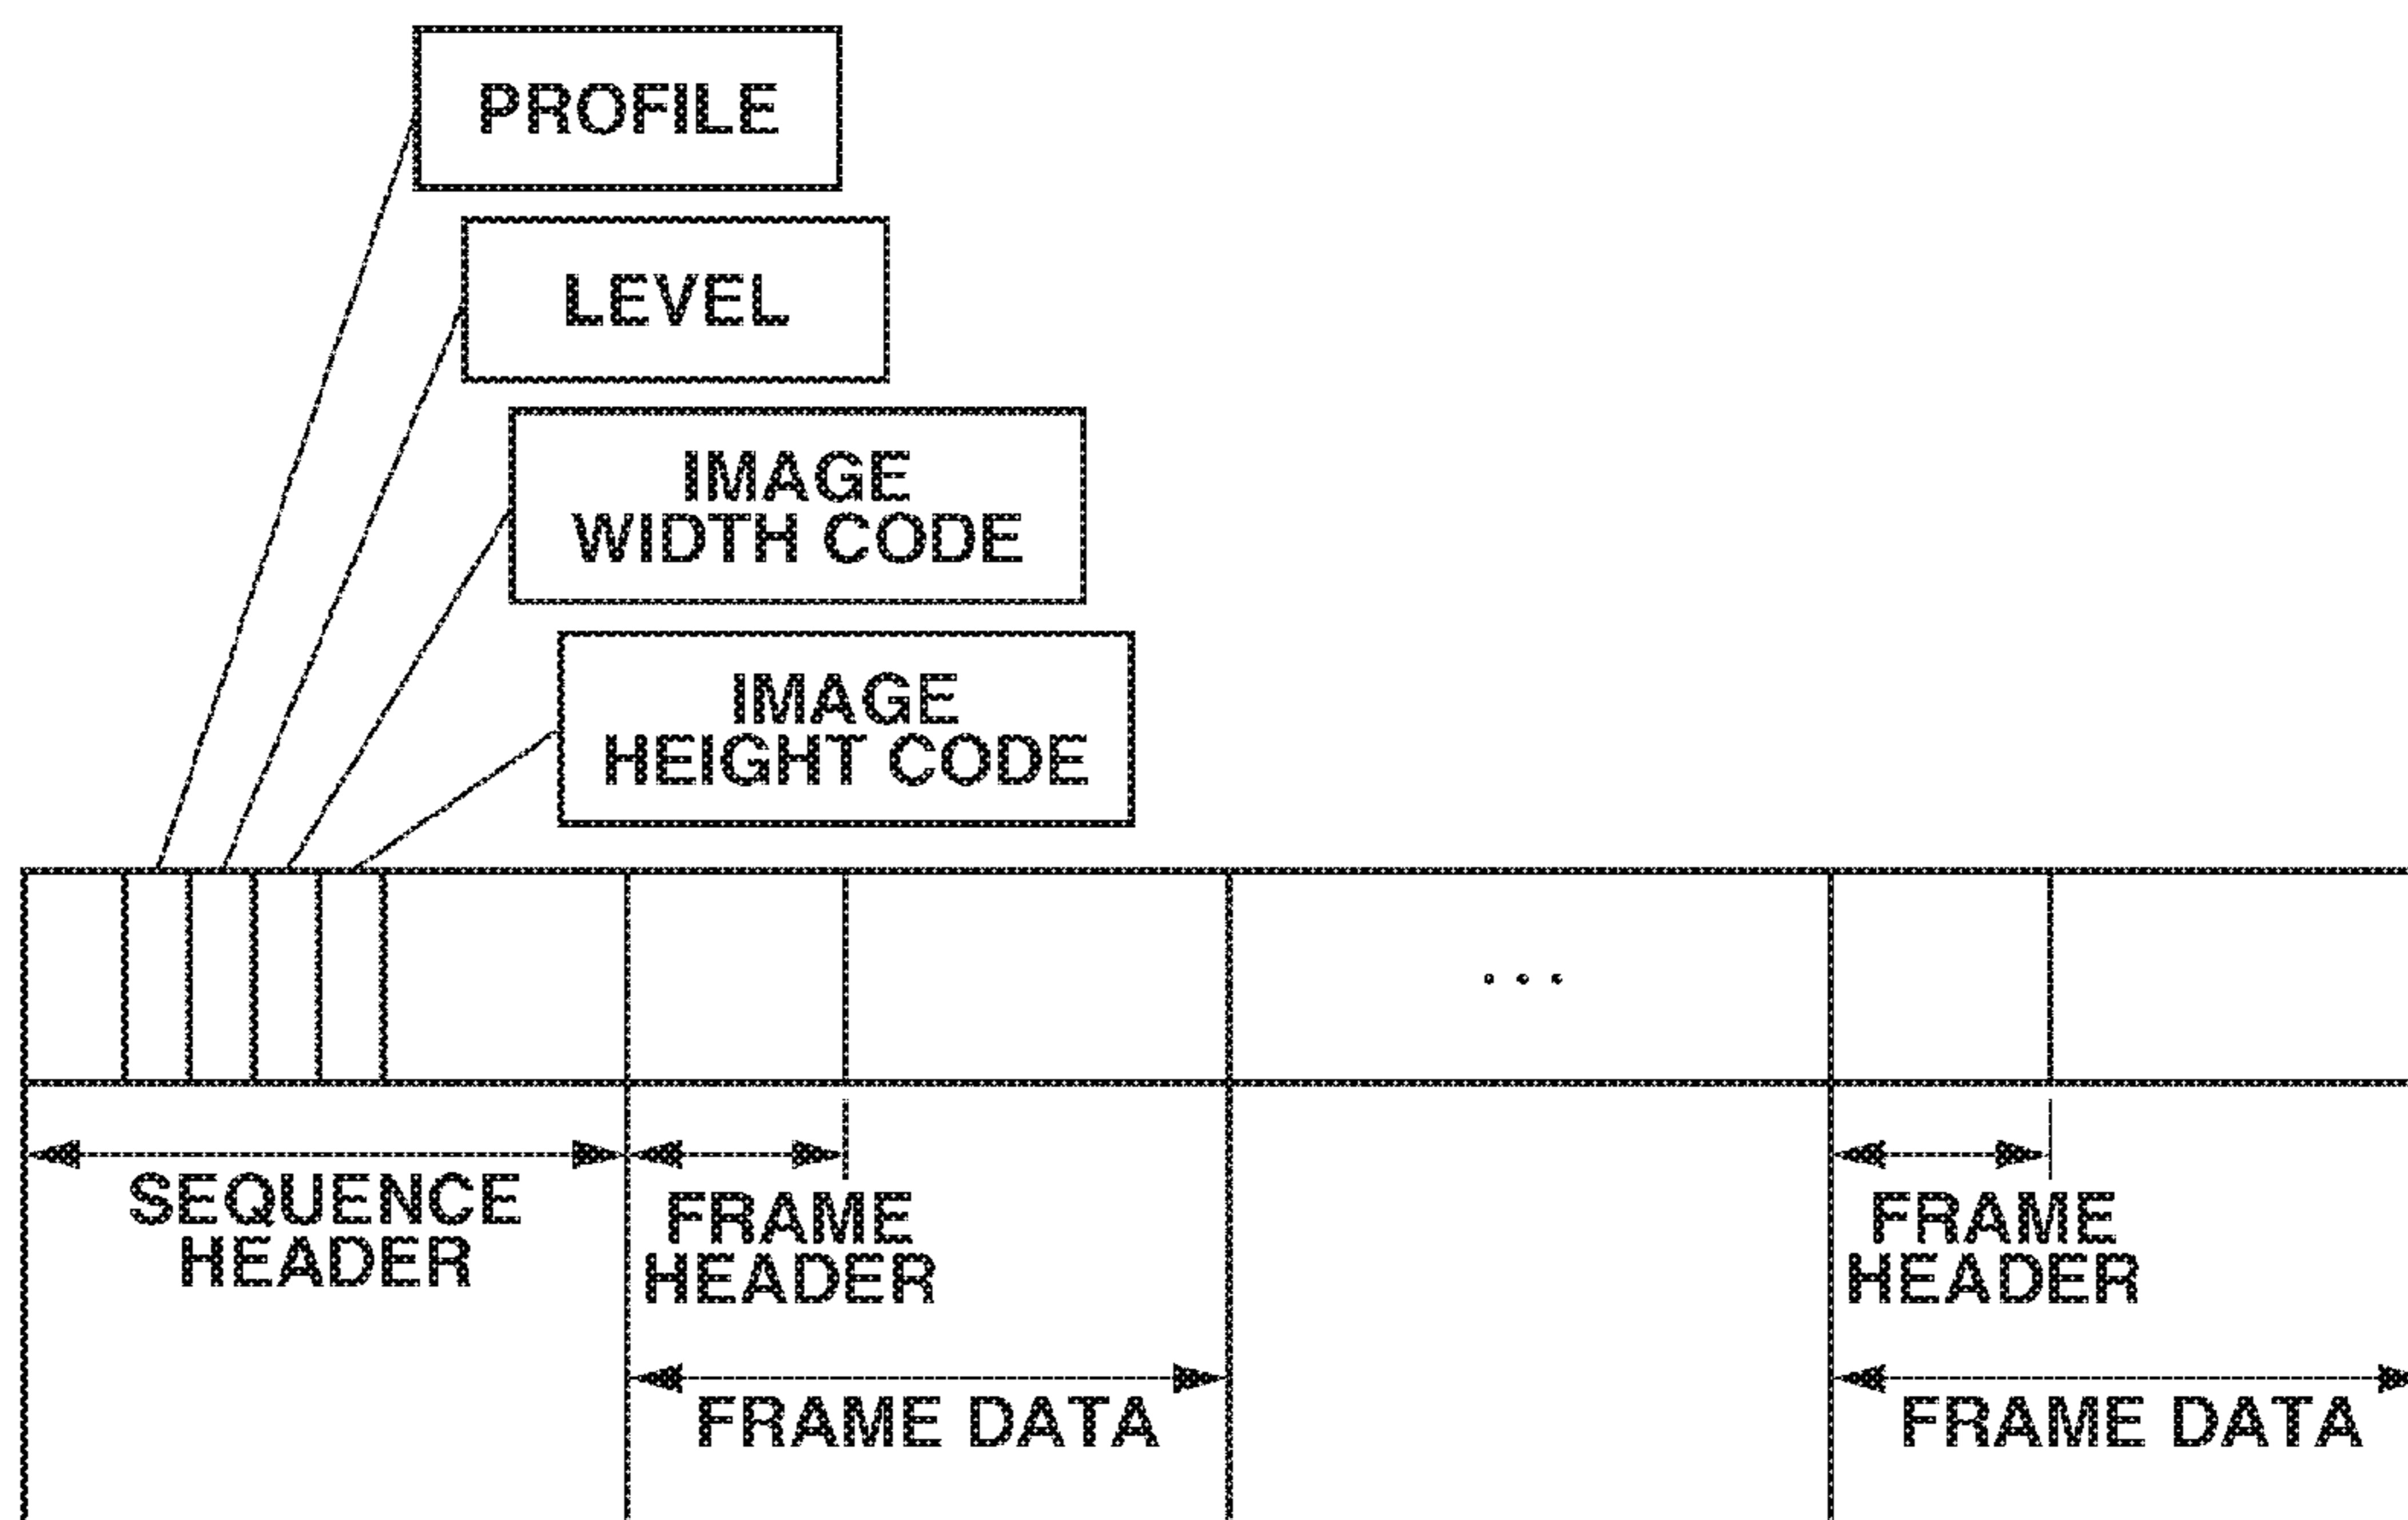 PROFILE
LEVEL
IMAGE
WIDTH CODE
IMAGE
HEIGHT CODE
...
SEQUENCE
HEADER
FRAME
HEADER
FRAME
HEADER
FRAME DATA
FRAME DATA